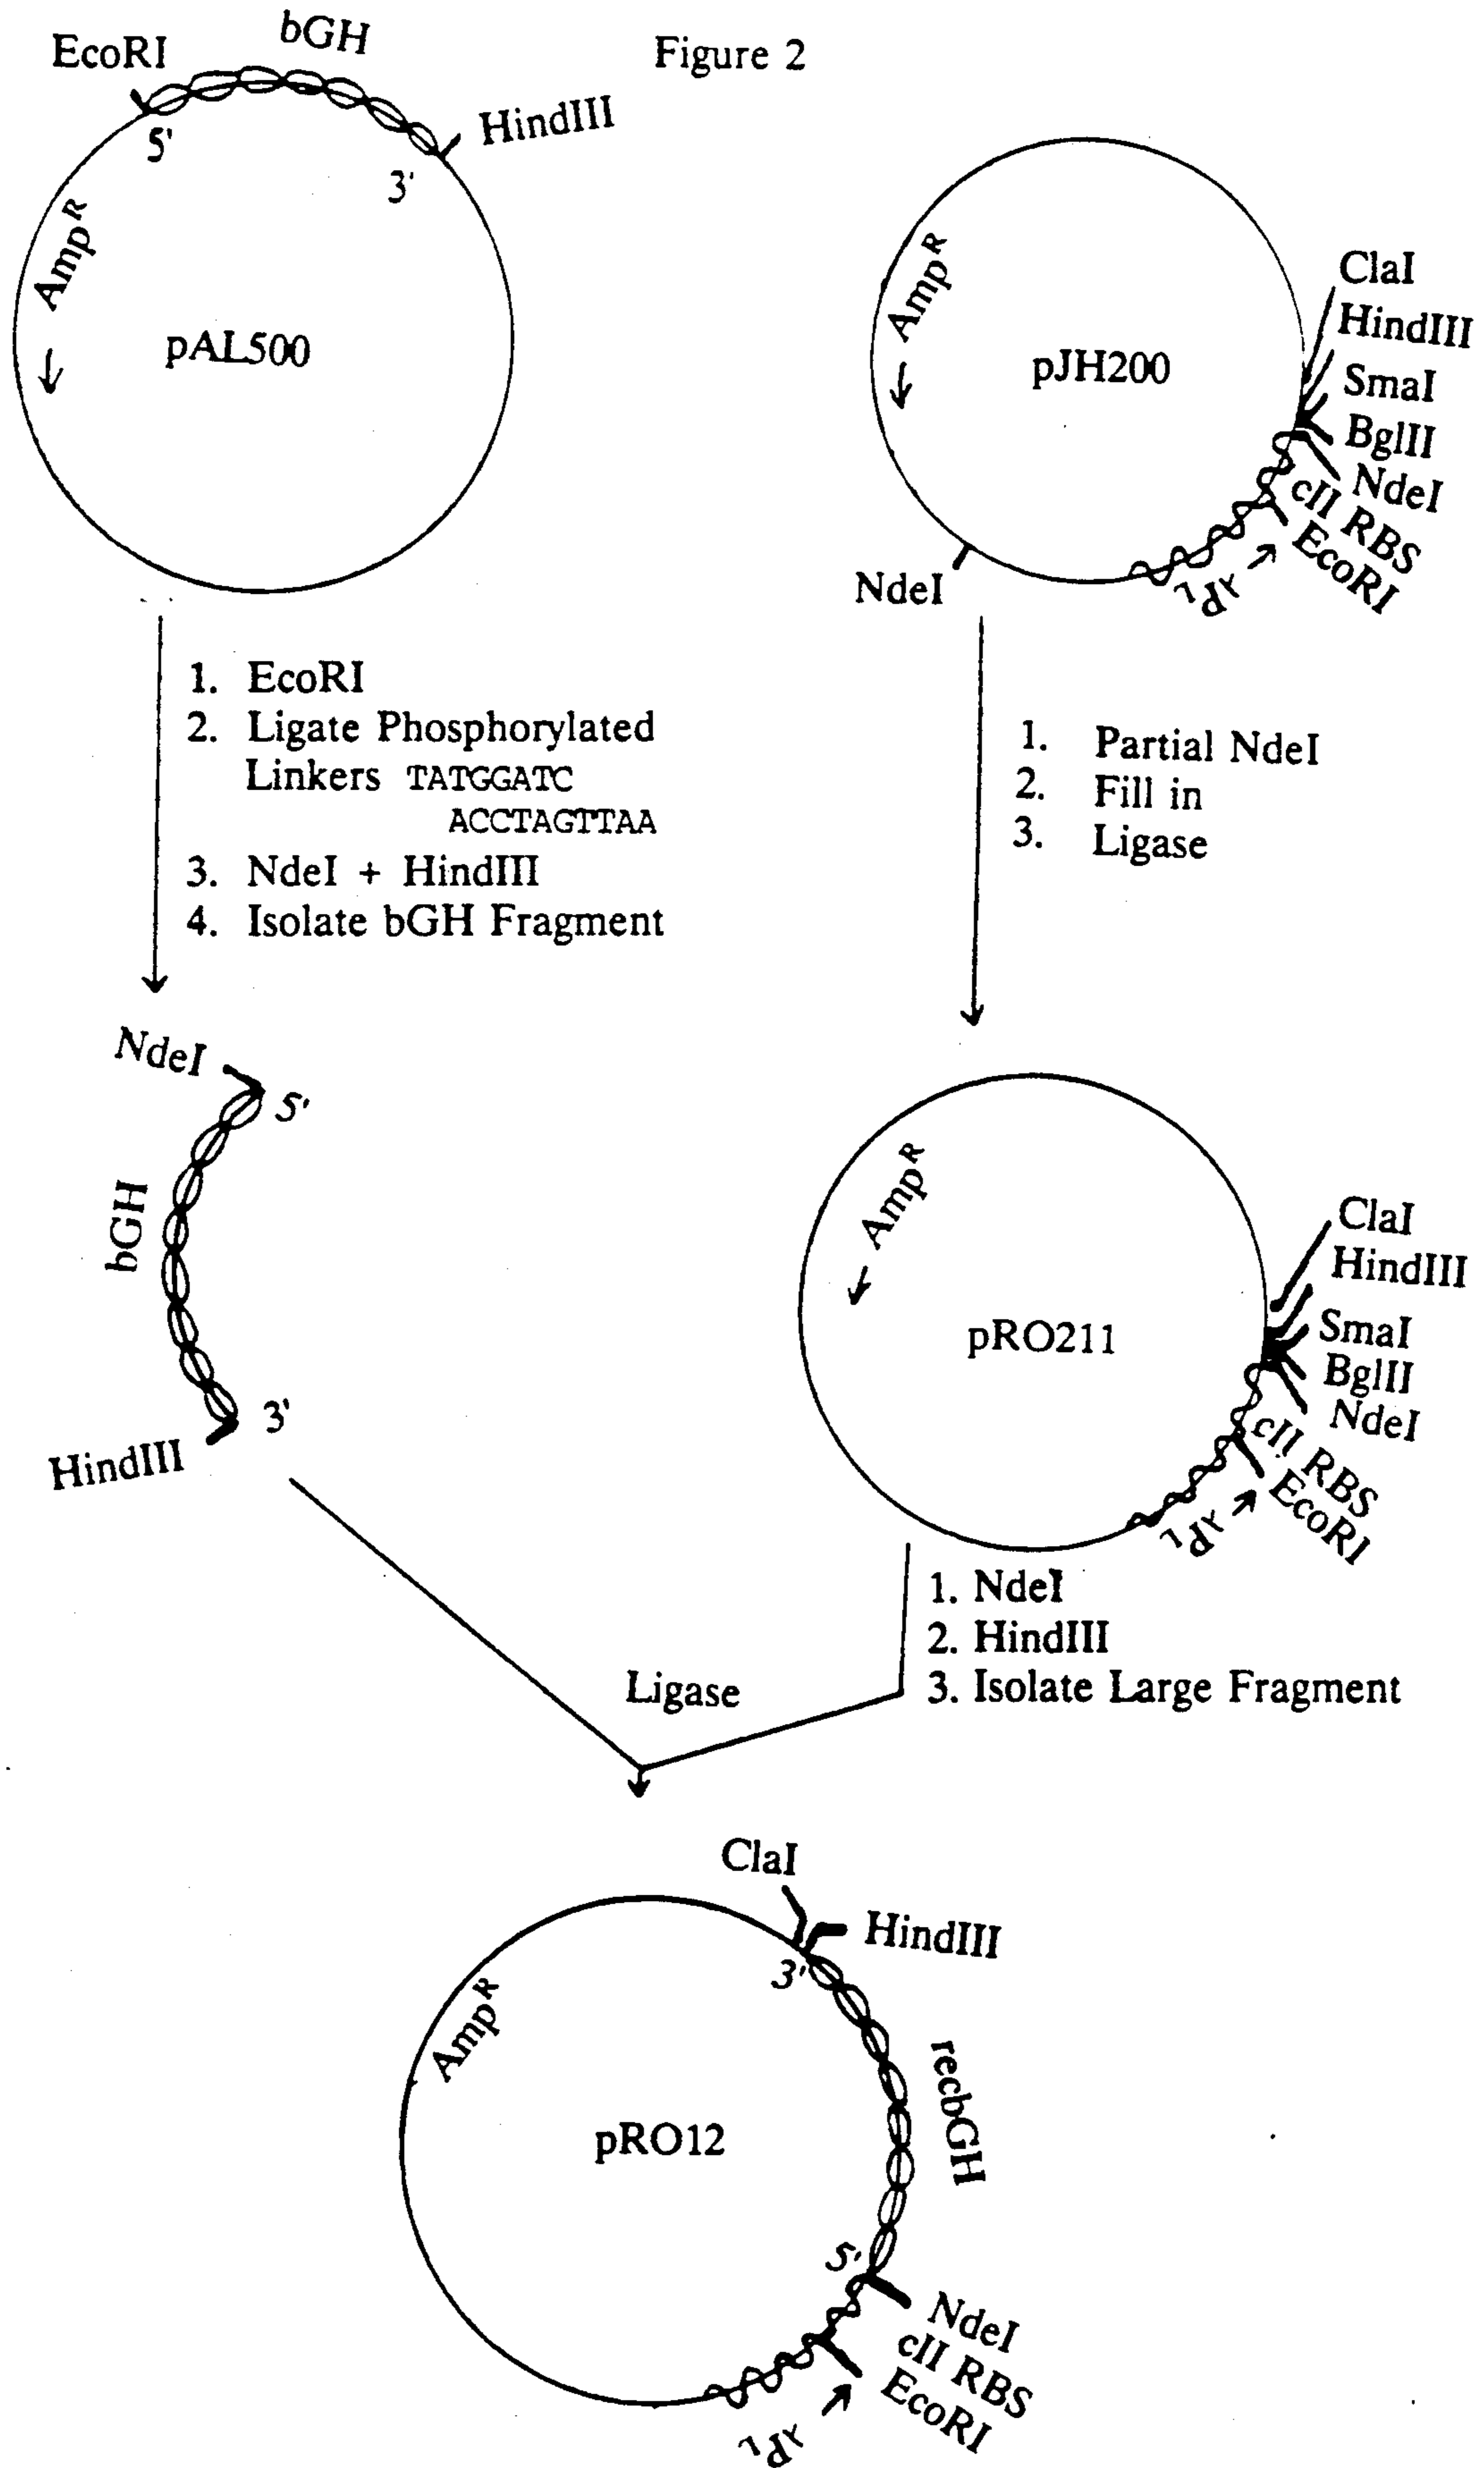 Figure 2
EcoRI
bGH
HindIII
5'
3'
Amp R
pAL500
Amp R
pJH200
ClaI
HindIII
SmaI
BglII
NdeI
cII RBS
EcoRI
λPL
NdeI
1. EcoRI
2. Ligate Phosphorylated
Linkers TATGGATC
ACCTAGTTAA
3. NdeI + HindIII
4. Isolate bGH Fragment
1. Partial NdeI
2. Fill in
3. Ligase
NdeI
5'
bGH
3'
HindIII
Amp R
pRO211
ClaI
HindIII
SmaI
BglII
NdeI
cII RBS
EcoRI
λPL
1. NdeI
2. HindIII
3. Isolate Large Fragment
Ligase
ClaI
HindIII
3'
Amp R
recbGH
pRO12
5'
NdeI
cII RBS
EcoRI
λPL